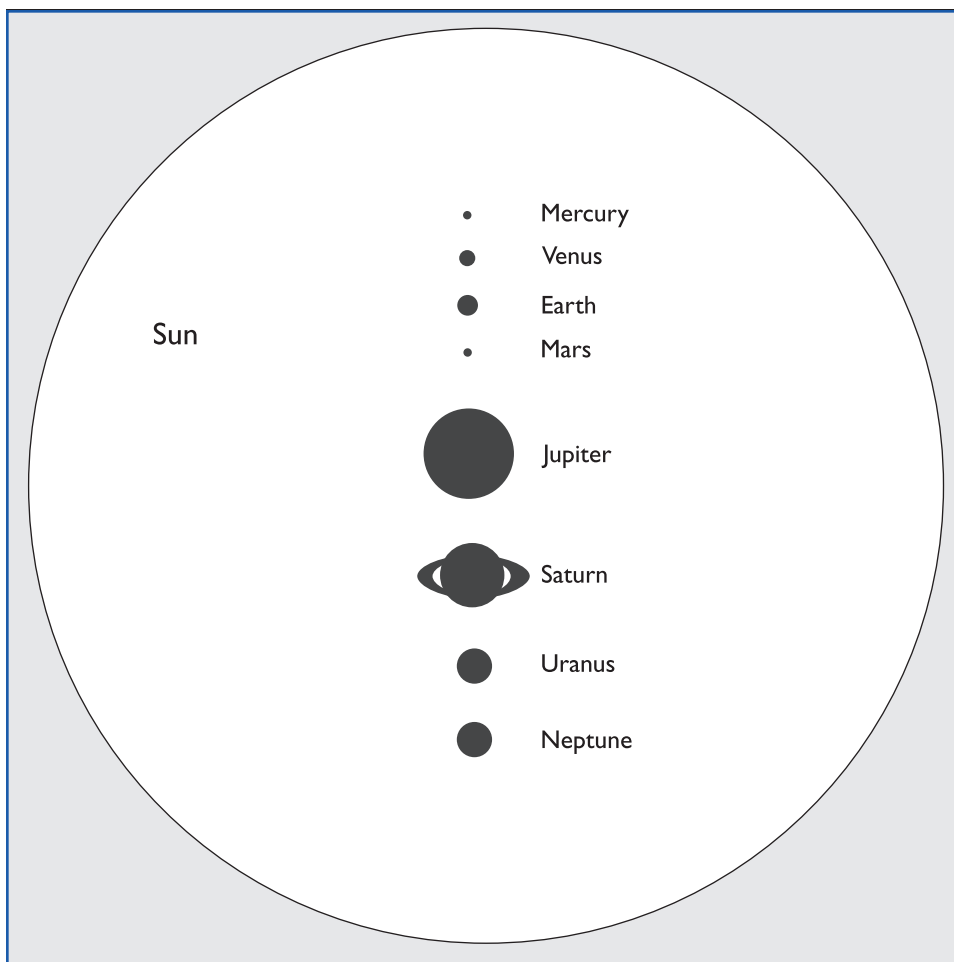 Mercury
Venus
Earth
Sun
Mars
Jupiter
Saturn
Uranus
Neptune